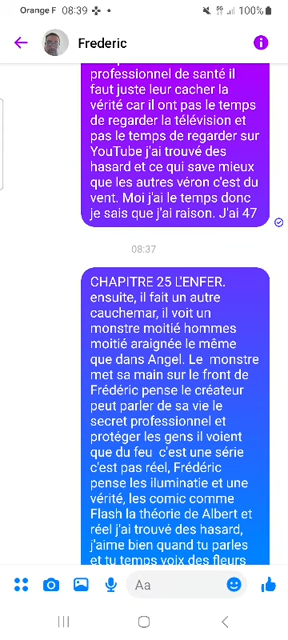 Orange F 08:39
100%
Frederic
professionnel de santé il
faut juste leur cacher la
vérité car il ont pas le temps
de regarder la télévision et
pas le temps de regarder sur
YouTube j'ai trouvé des
hasard et ce qui save mieux
que les autres véron c'est du
vent. Moi j'ai le temps donc
je sais que j'ai raison. J'ai 47
08:37
CHAPITRE 25 L'ENFER.
ensuite, il fait un autre
cauchemar, il voit un
monstre moitié hommes
moitié araignée le même
que dans Angel. Le monstre
met sa main sur le front de
Frédéric pense le créateur
peut parler de sa vie le
secret professionnel et
protéger les gens il voient
que du feu c'est une série
c'est pas réel, Frédéric
pense les iluminatie et une
vérité, les comic comme
Flash la théorie de Albert et
réel j'ai trouvé des hasard,
j'aime bien quand tu parles
et tu temps voix des fleurs
Aa